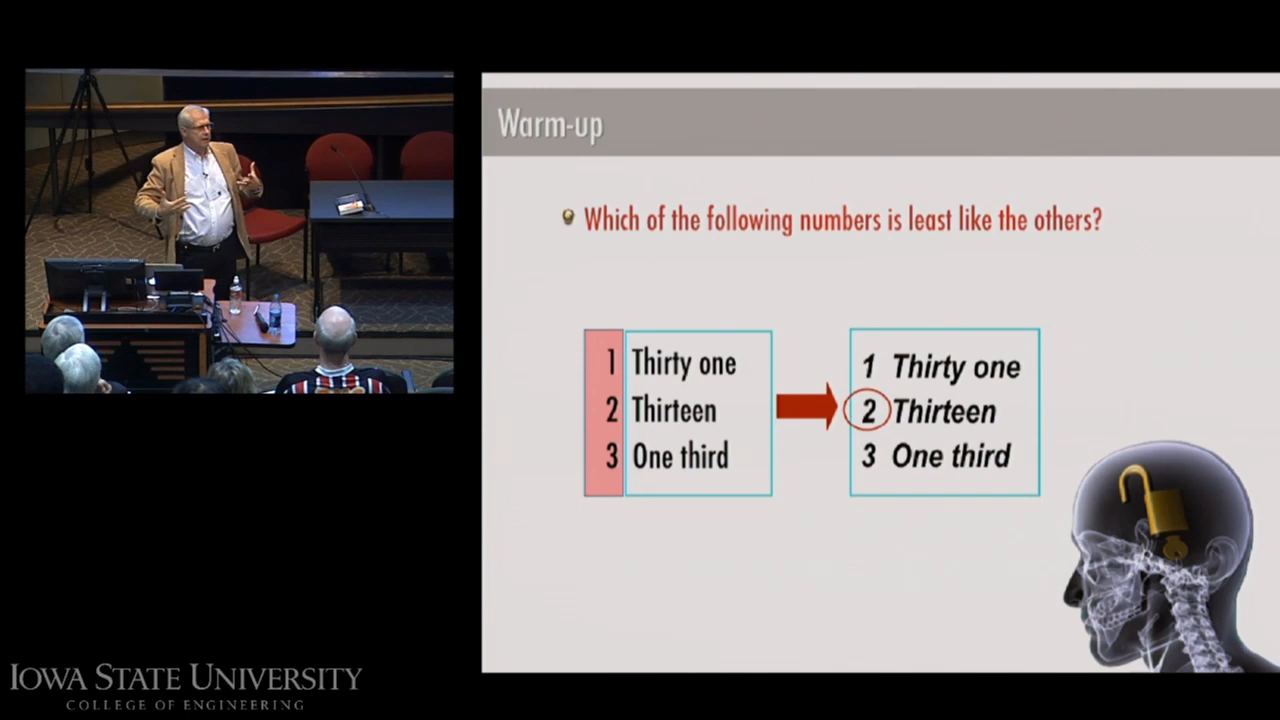 Warm-up
Which of the following numbers is least like the others?
1 Thirty one
2 Thirteen
3 One third
1 Thirty one
2 Thirteen
3 One third
IOWA STATE UNIVERSITY
COLLEGE OF ENGINEERING